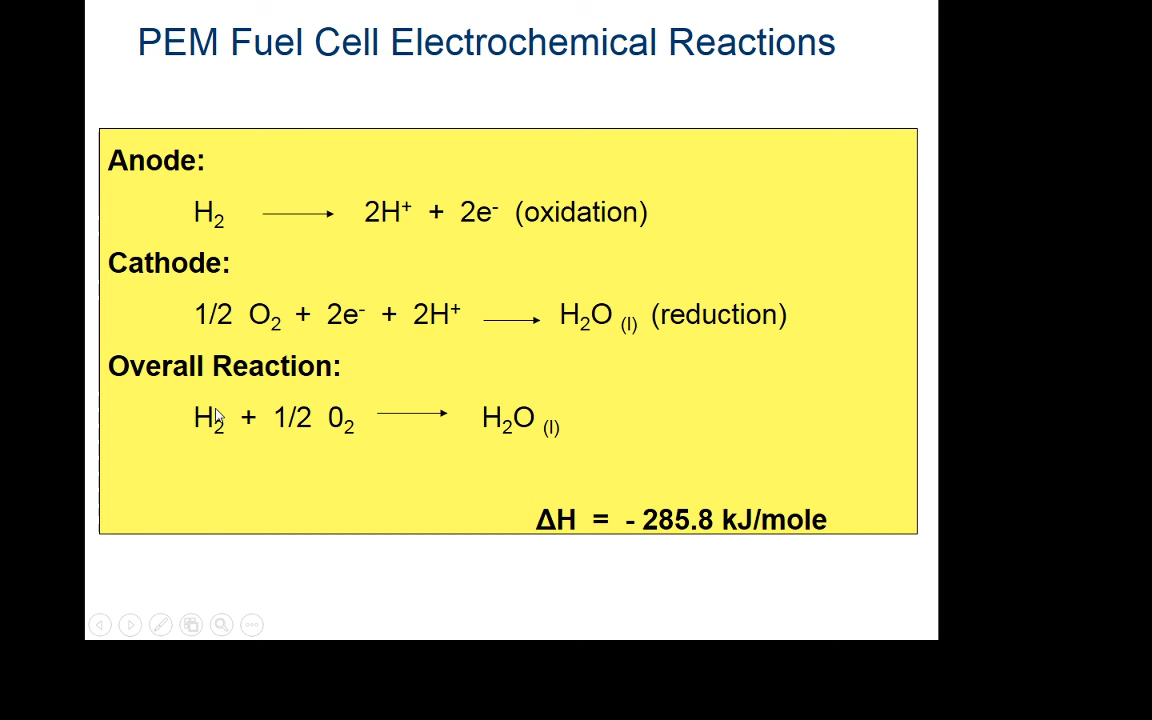 PEM Fuel Cell Electrochemical Reactions
Anode:
H₂ ⟶ 2H⁺ + 2e⁻ (oxidation)
Cathode:
1/2 O₂ + 2e⁻ + 2H⁺ ⟶ H₂O (l) (reduction)
Overall Reaction:
H₂ + 1/2 0₂ ⟶ H₂O (l)
ΔH = - 285.8 kJ/mole